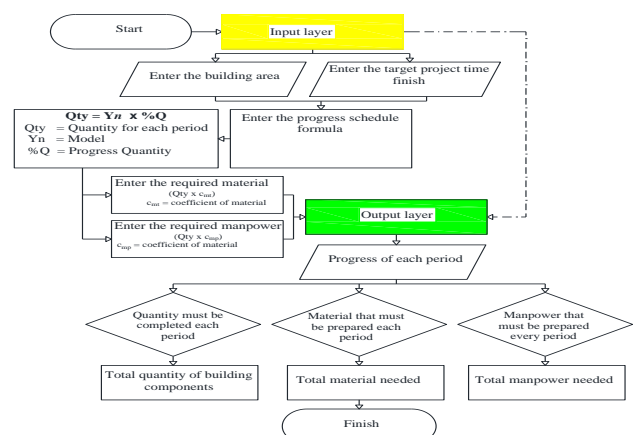 Start
Input layer
Enter the building area
Enter the target project time
finish
Qty = Yn x %Q
Qty = Quantity for each period
Yn = Model
%Q = Progress Quantity
Enter the progress schedule
formula
Enter the required material
(Qty x cmt)
cmt = coefficient of material
Enter the required manpower
(Qty x cmp)
cmp = coefficient of material
Output layer
Progress of each period
Quantity must be
completed each
period
Material that must
be prepared each
period
Manpower that
must be prepared
every period
Total quantity of building
components
Total material needed
Total manpower needed
Finish